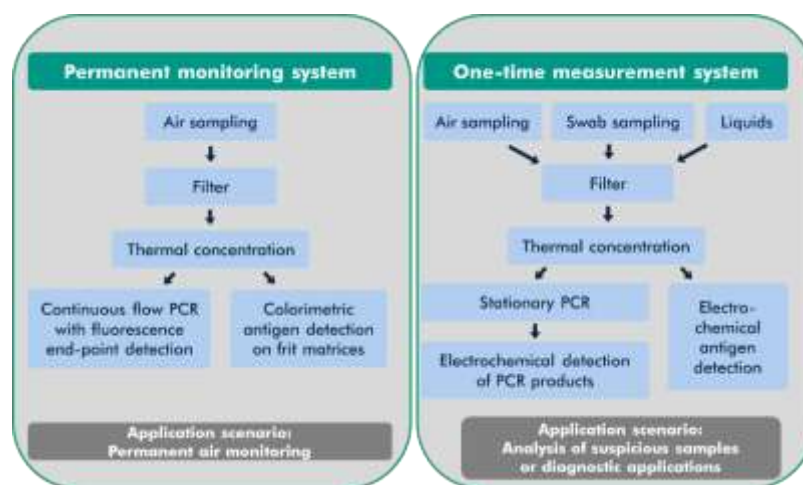 Permanent monitoring system
Air sampling
Filter
Thermal concentration
Continuous flow PCR
with fluorescence
end-point detection
Colorimetric
antigen detection
on frit matrices
Application scenario:
Permanent air monitoring
One-time measurement system
Air sampling
Swab sampling
Liquids
Filter
Thermal concentration
Stationary PCR
Electrochemical detection
of PCR products
Electro-
chemical
antigen
detection
Application scenario:
Analysis of suspicious samples
or diagnostic applications